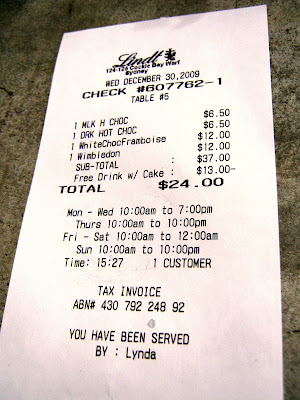 Lindt
124-125 Cockle Bay Warf
Sydney
WED DECEMBER 30,2009
CHECK #607762-1
TABLE #5
1 MLK H CHOC $6.50
1 DRK HOT CHOC $6.50
1 WhiteChocFramboise $12.00
1 Wimbledon $12.00
SUB-TOTAL : $37.00
Free Drink w/ Cake : $13.00-
TOTAL $24.00
Mon - Wed 10:00am to 7:00pm
Thurs 10:00am to 10:00pm
Fri - Sat 10:00am to 12:00am
Sun 10:00am to 10:00pm
Time: 15:27 1 CUSTOMER
TAX INVOICE
ABN# 430 792 248 92
YOU HAVE BEEN SERVED
BY : Lynda